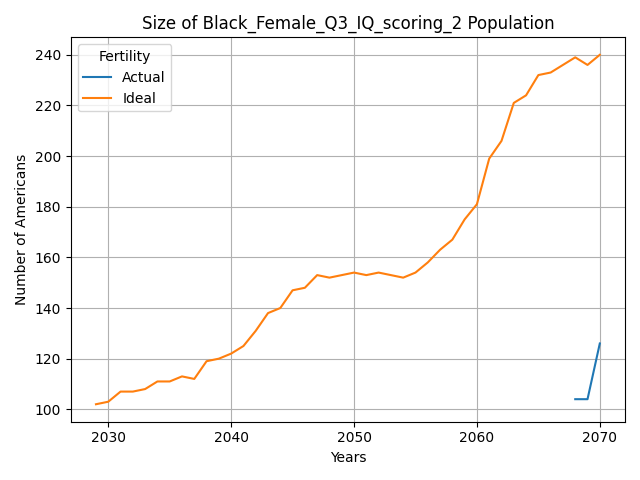 Size of Black_Female_Q3_IQ_scoring_2 Population
Fertility
Actual
Ideal
Number of Americans
240
220
200
180
160
140
120
100
2030 2040 2050 2060 2070
Years